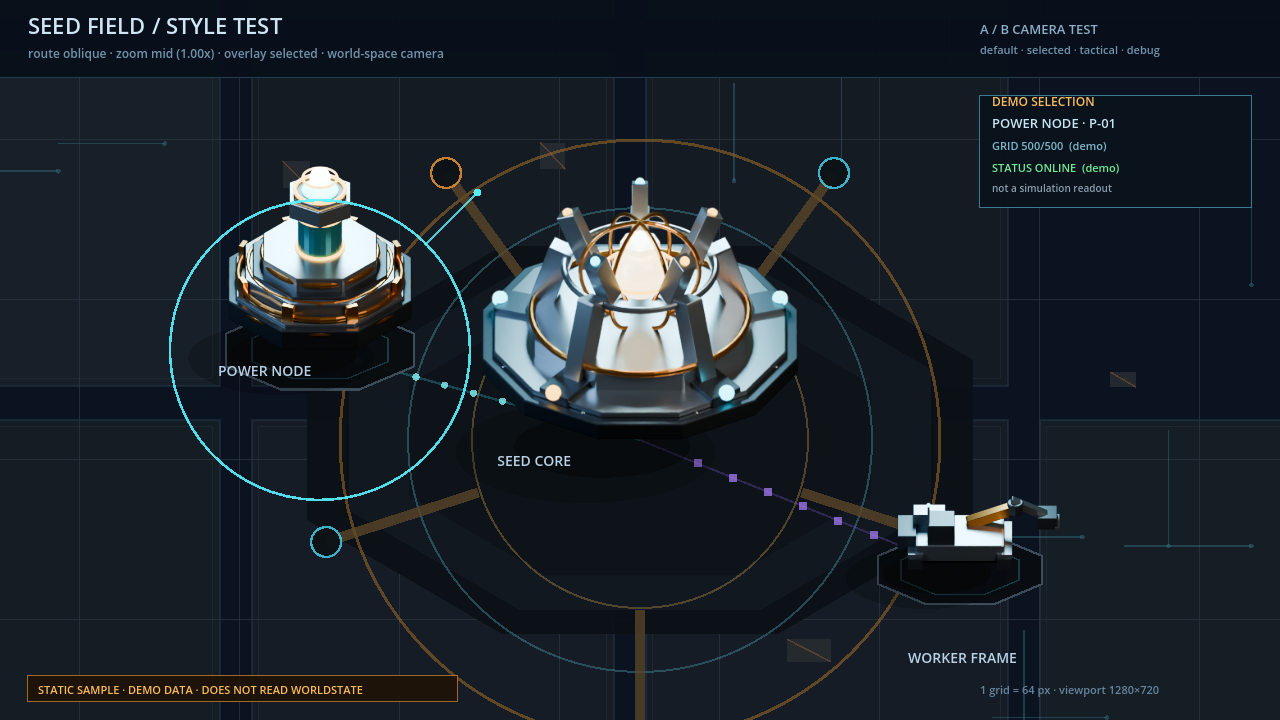 SEED FIELD / STYLE TEST
route oblique · zoom mid (1.00x) · overlay selected · world-space camera
A / B CAMERA TEST
default · selected · tactical · debug
DEMO SELECTION
POWER NODE · P-01
GRID 500/500 (demo)
STATUS ONLINE (demo)
not a simulation readout
POWER NODE
SEED CORE
WORKER FRAME
STATIC SAMPLE · DEMO DATA · DOES NOT READ WORLDSTATE
1 grid = 64 px · viewport 1280×720